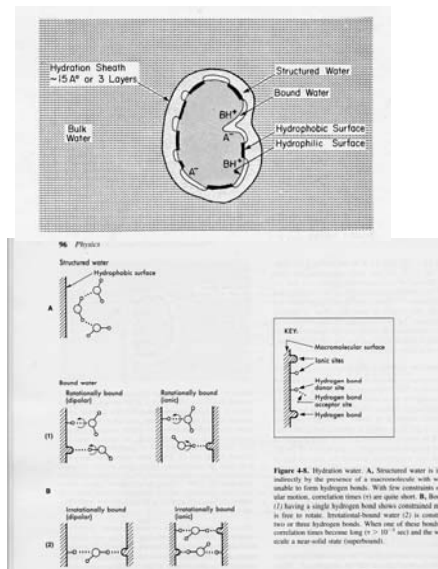 Hydration Sheath
~15 A° or 3 Layers
Structured Water
Bound Water
BH+
A-
Bulk
Water
Hydrophobic Surface
Hydrophilic Surface
BH+
A-
96 Physics
Structured water
Hydrophobic surface
A
KEY:
Macromolecular surface
Ionic sites
Hydrogen bond
donor site
Hydrogen bond
acceptor site
Hydrogen bond
Bound water
Rotationally bound
(dipolar)
Rotationally bound
(ionic)
(1)
B
Irrotationally bound
(dipolar)
Irrotationally bound
(ionic)
(2)
Figure 4-8. Hydration water. A, Structured water is
indirectly by the presence of a macromolecule with
unable to form hydrogen bonds. With few constraints
ular motion, correlation times (τ) are quite short. B,
(1) having a single hydrogen bond shows constrained
is free to rotate. Irrotational-bound water (2) is
two or three hydrogen bonds. When one of these
correlation times become long and the
scule a near-solid state (superbound).